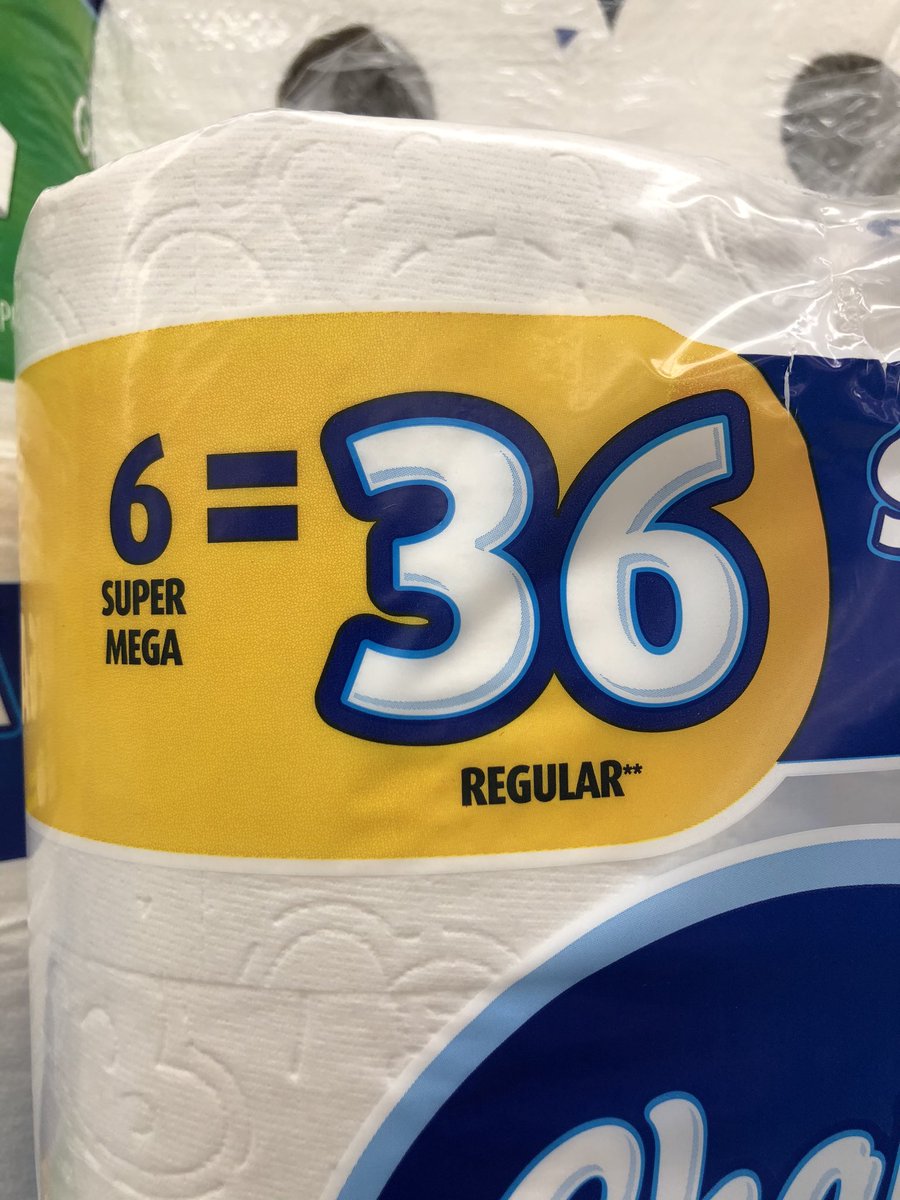 6 = 36
SUPER
MEGA
REGULAR**